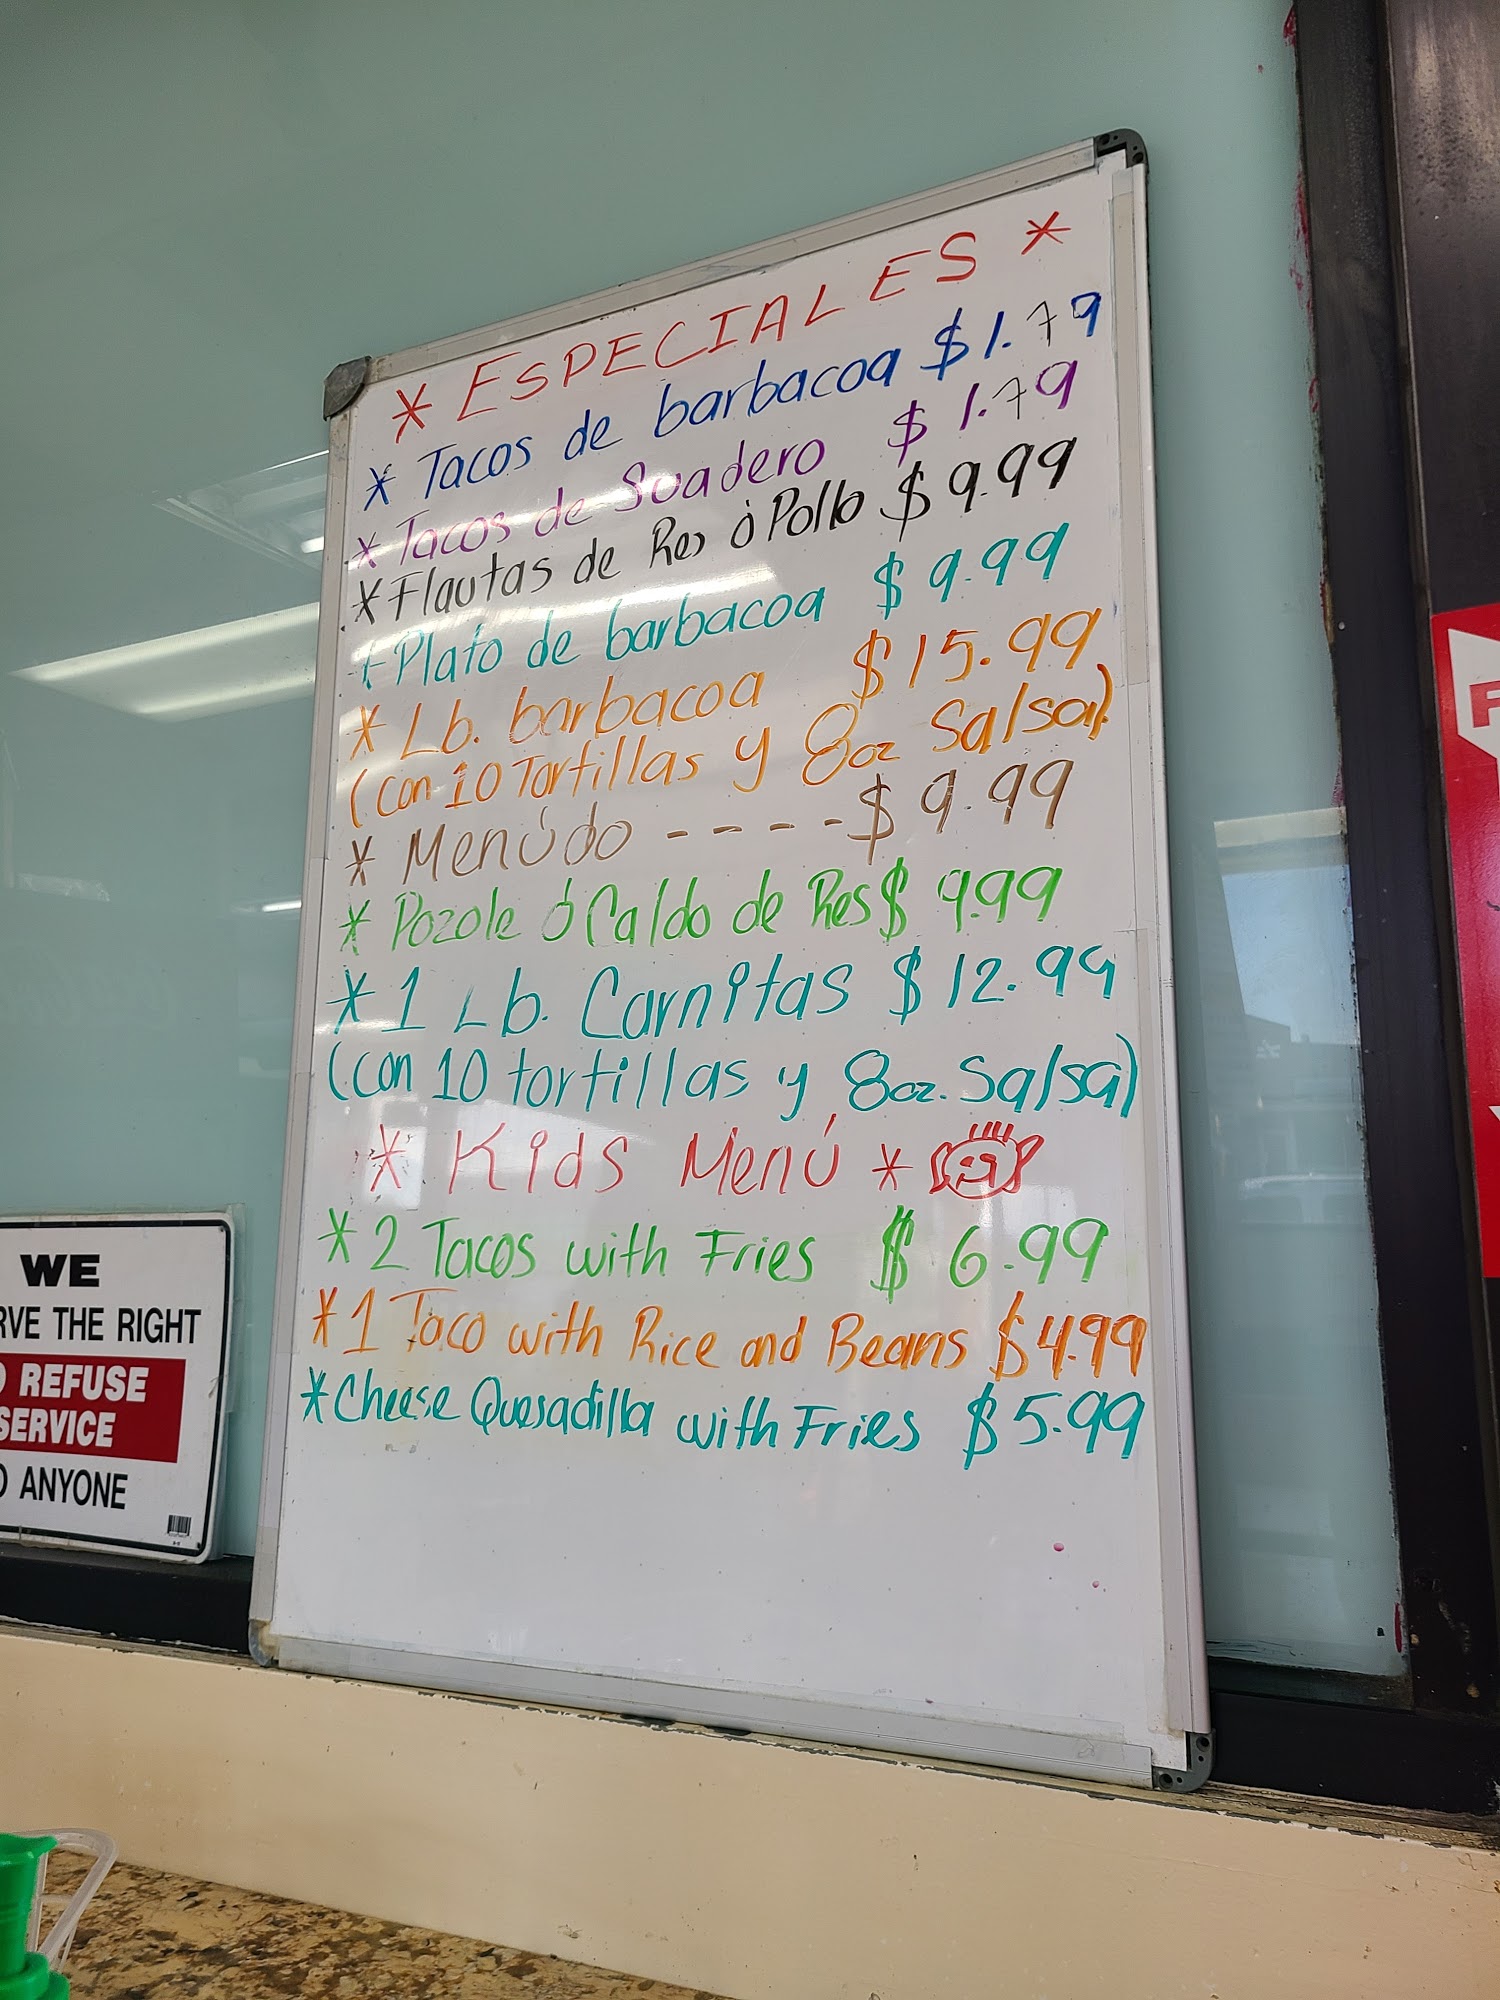 * ESPECIALES *
* Tacos de barbacoa $1.79
* Tacos de Suadero $1.79
* Flautas de Res ó Pollo $9.99
+ Plato de barbacoa $9.99
* Lb. barbacoa $15.99
(con 10 Tortillas y 8oz Salsa)
* Menúdo - - - - $9.99
* Pozole ó Caldo de Res $9.99
* 1 Lb. Carnitas $12.99
(con 10 tortillas y 8oz. Salsa)
* Kids Menú *
* 2 Tacos with Fries $6.99
* 1 Taco with Rice and Beans $4.99
* Cheese Quesadilla with Fries $5.99
WE
RVE THE RIGHT
O REFUSE
SERVICE
O ANYONE